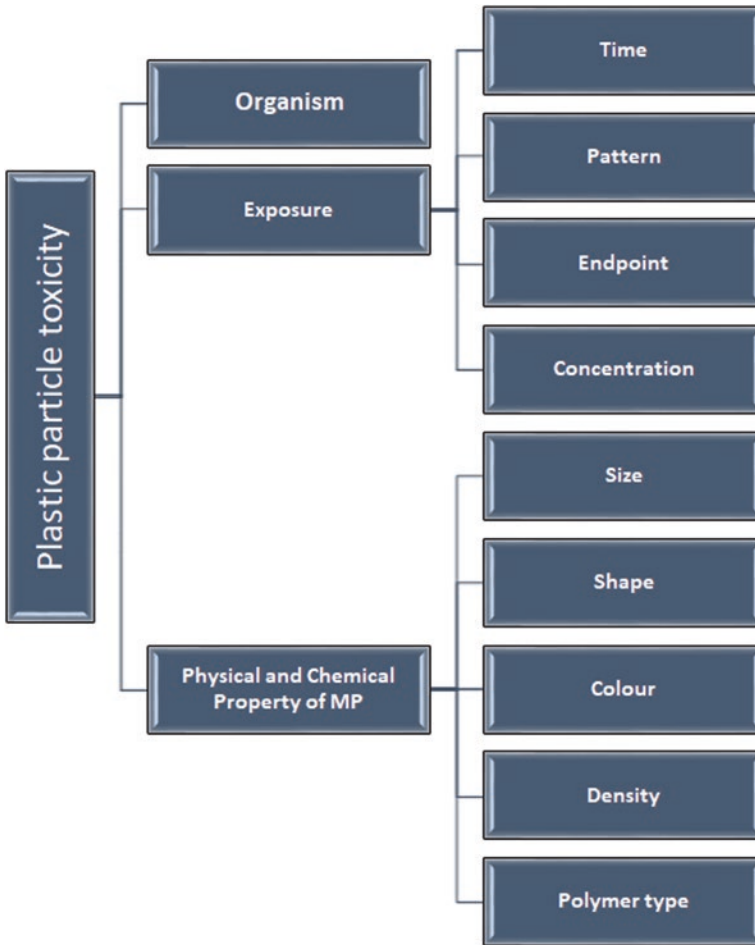 Plastic particle toxicity
Organism
Exposure
Physical and Chemical
Property of MP
Time
Pattern
Endpoint
Concentration
Size
Shape
Colour
Density
Polymer type